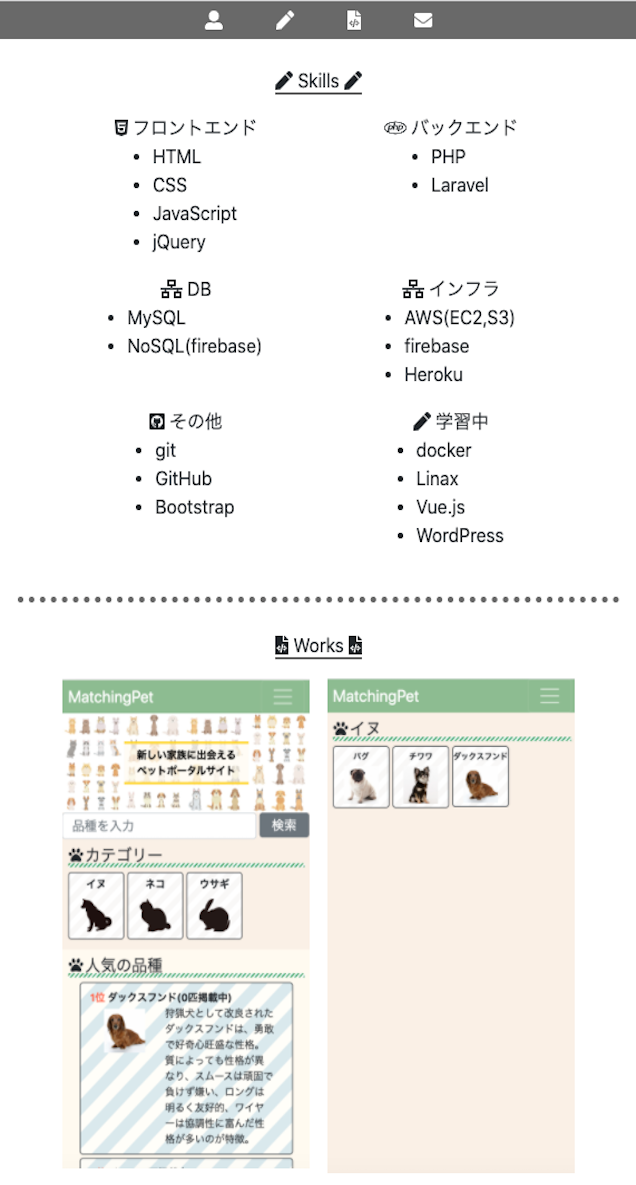 Skills
フロントエンド
HTML
CSS
JavaScript
jQuery
バックエンド
php
PHP
Laravel
DB
MySQL
NoSQL(firebase)
インフラ
AWS(EC2,S3)
firebase
Heroku
その他
git
GitHub
Bootstrap
学習中
docker
Linax
Vue.js
WordPress
Works
MatchingPet
新しい家族に出会える
ペットポータルサイト
品種を入力
検索
カテゴリー
イヌ
ネコ
ウサギ
人気の品種
1位 ダックスフンド(0匹掲載中)
狩猟犬として改良された
ダックスフンドは、勇敢
で好奇心旺盛な性格。
質によっても性格が異
なり、スムースは頑固で
負けず嫌い、ロングは
明るく友好的、ワイヤ
ーは協調性に富んだ性
格が多いのが特徴。
MatchingPet
イヌ
パグ
チワワ
ダックスフンド